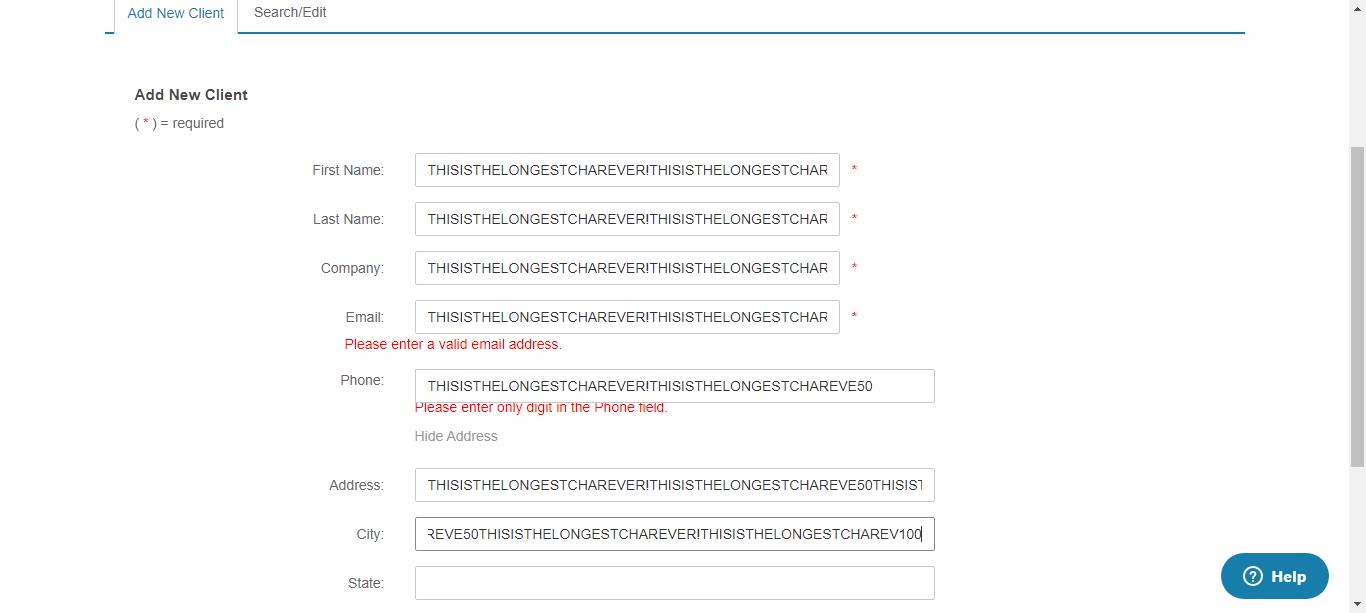 Add New Client Search/Edit
Add New Client
( * ) = required
First Name: THISISTHELONGESTCHAREVER!THISISTHELONGESTCHAR *
Last Name: THISISTHELONGESTCHAREVER!THISISTHELONGESTCHAR *
Company: THISISTHELONGESTCHAREVER!THISISTHELONGESTCHAR *
Email: THISISTHELONGESTCHAREVER!THISISTHELONGESTCHAR *
Please enter a valid email address.
Phone: THISISTHELONGESTCHAREVER!THISISTHELONGESTCHAREVE50
Please enter only digit in the Phone field.
Hide Address
Address: THISISTHELONGESTCHAREVER!THISISTHELONGESTCHAREVE50THISIST
City: REVE50THISISTHELONGESTCHAREVER!THISISTHELONGESTCHAREV100
State:
? Help